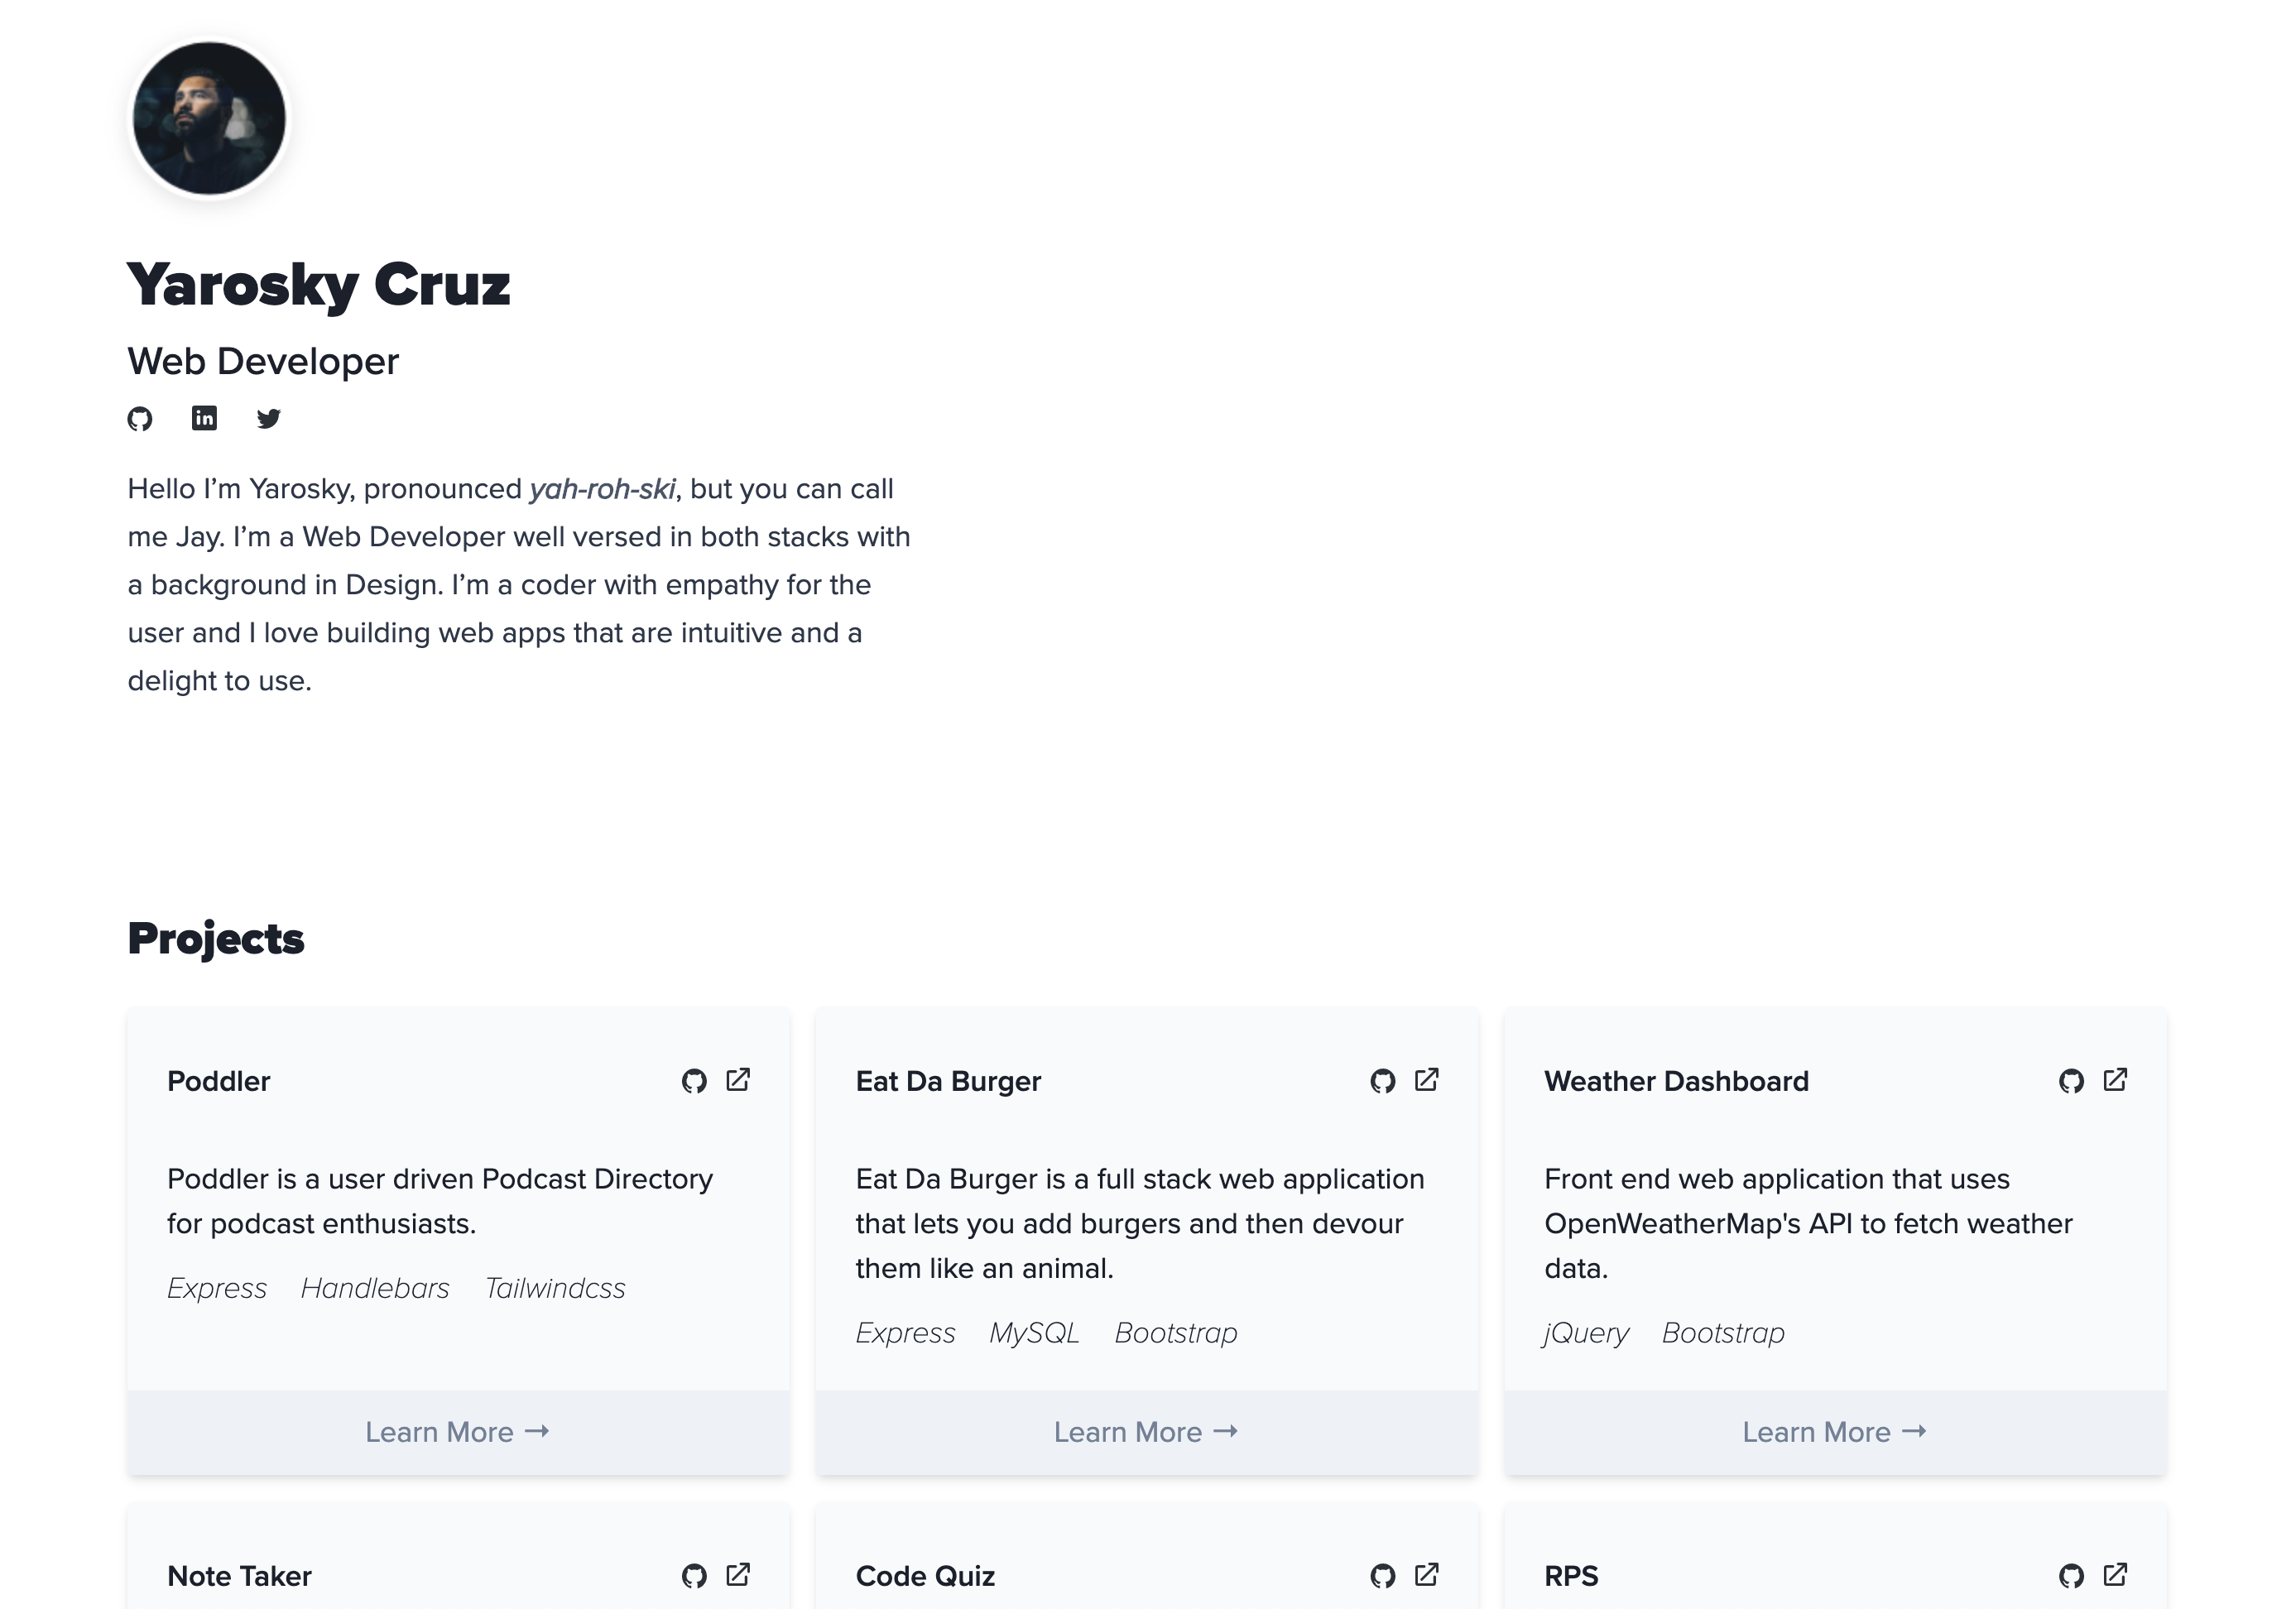 Yarosky Cruz
Web Developer
Hello I’m Yarosky, pronounced yah-roh-ski, but you can call
me Jay. I’m a Web Developer well versed in both stacks with
a background in Design. I’m a coder with empathy for the
user and I love building web apps that are intuitive and a
delight to use.
Projects
Poddler
Poddler is a user driven Podcast Directory
for podcast enthusiasts.
Express Handlebars Tailwindcss
Learn More →
Eat Da Burger
Eat Da Burger is a full stack web application
that lets you add burgers and then devour
them like an animal.
Express MySQL Bootstrap
Learn More →
Weather Dashboard
Front end web application that uses
OpenWeatherMap's API to fetch weather
data.
jQuery Bootstrap
Learn More →
Note Taker
Code Quiz
RPS